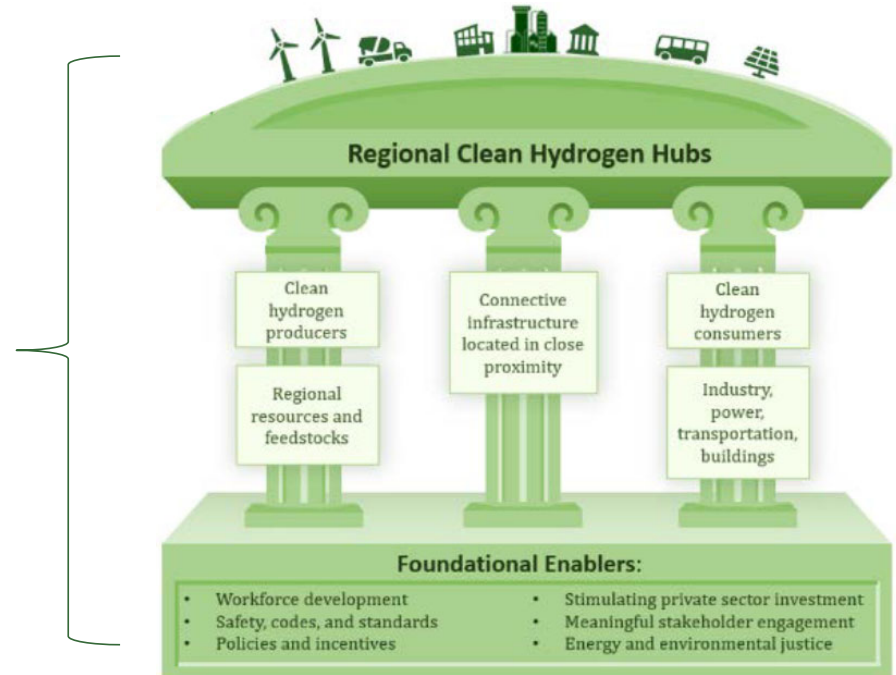 Regional Clean Hydrogen Hubs
Clean
hydrogen
producers
Regional
resources and
feedstocks
Connective
infrastructure
located in close
proximity
Clean
hydrogen
consumers
Industry,
power,
transportation,
buildings
Foundational Enablers:
• Workforce development
• Safety, codes, and standards
• Policies and incentives
• Stimulating private sector investment
• Meaningful stakeholder engagement
• Energy and environmental justice